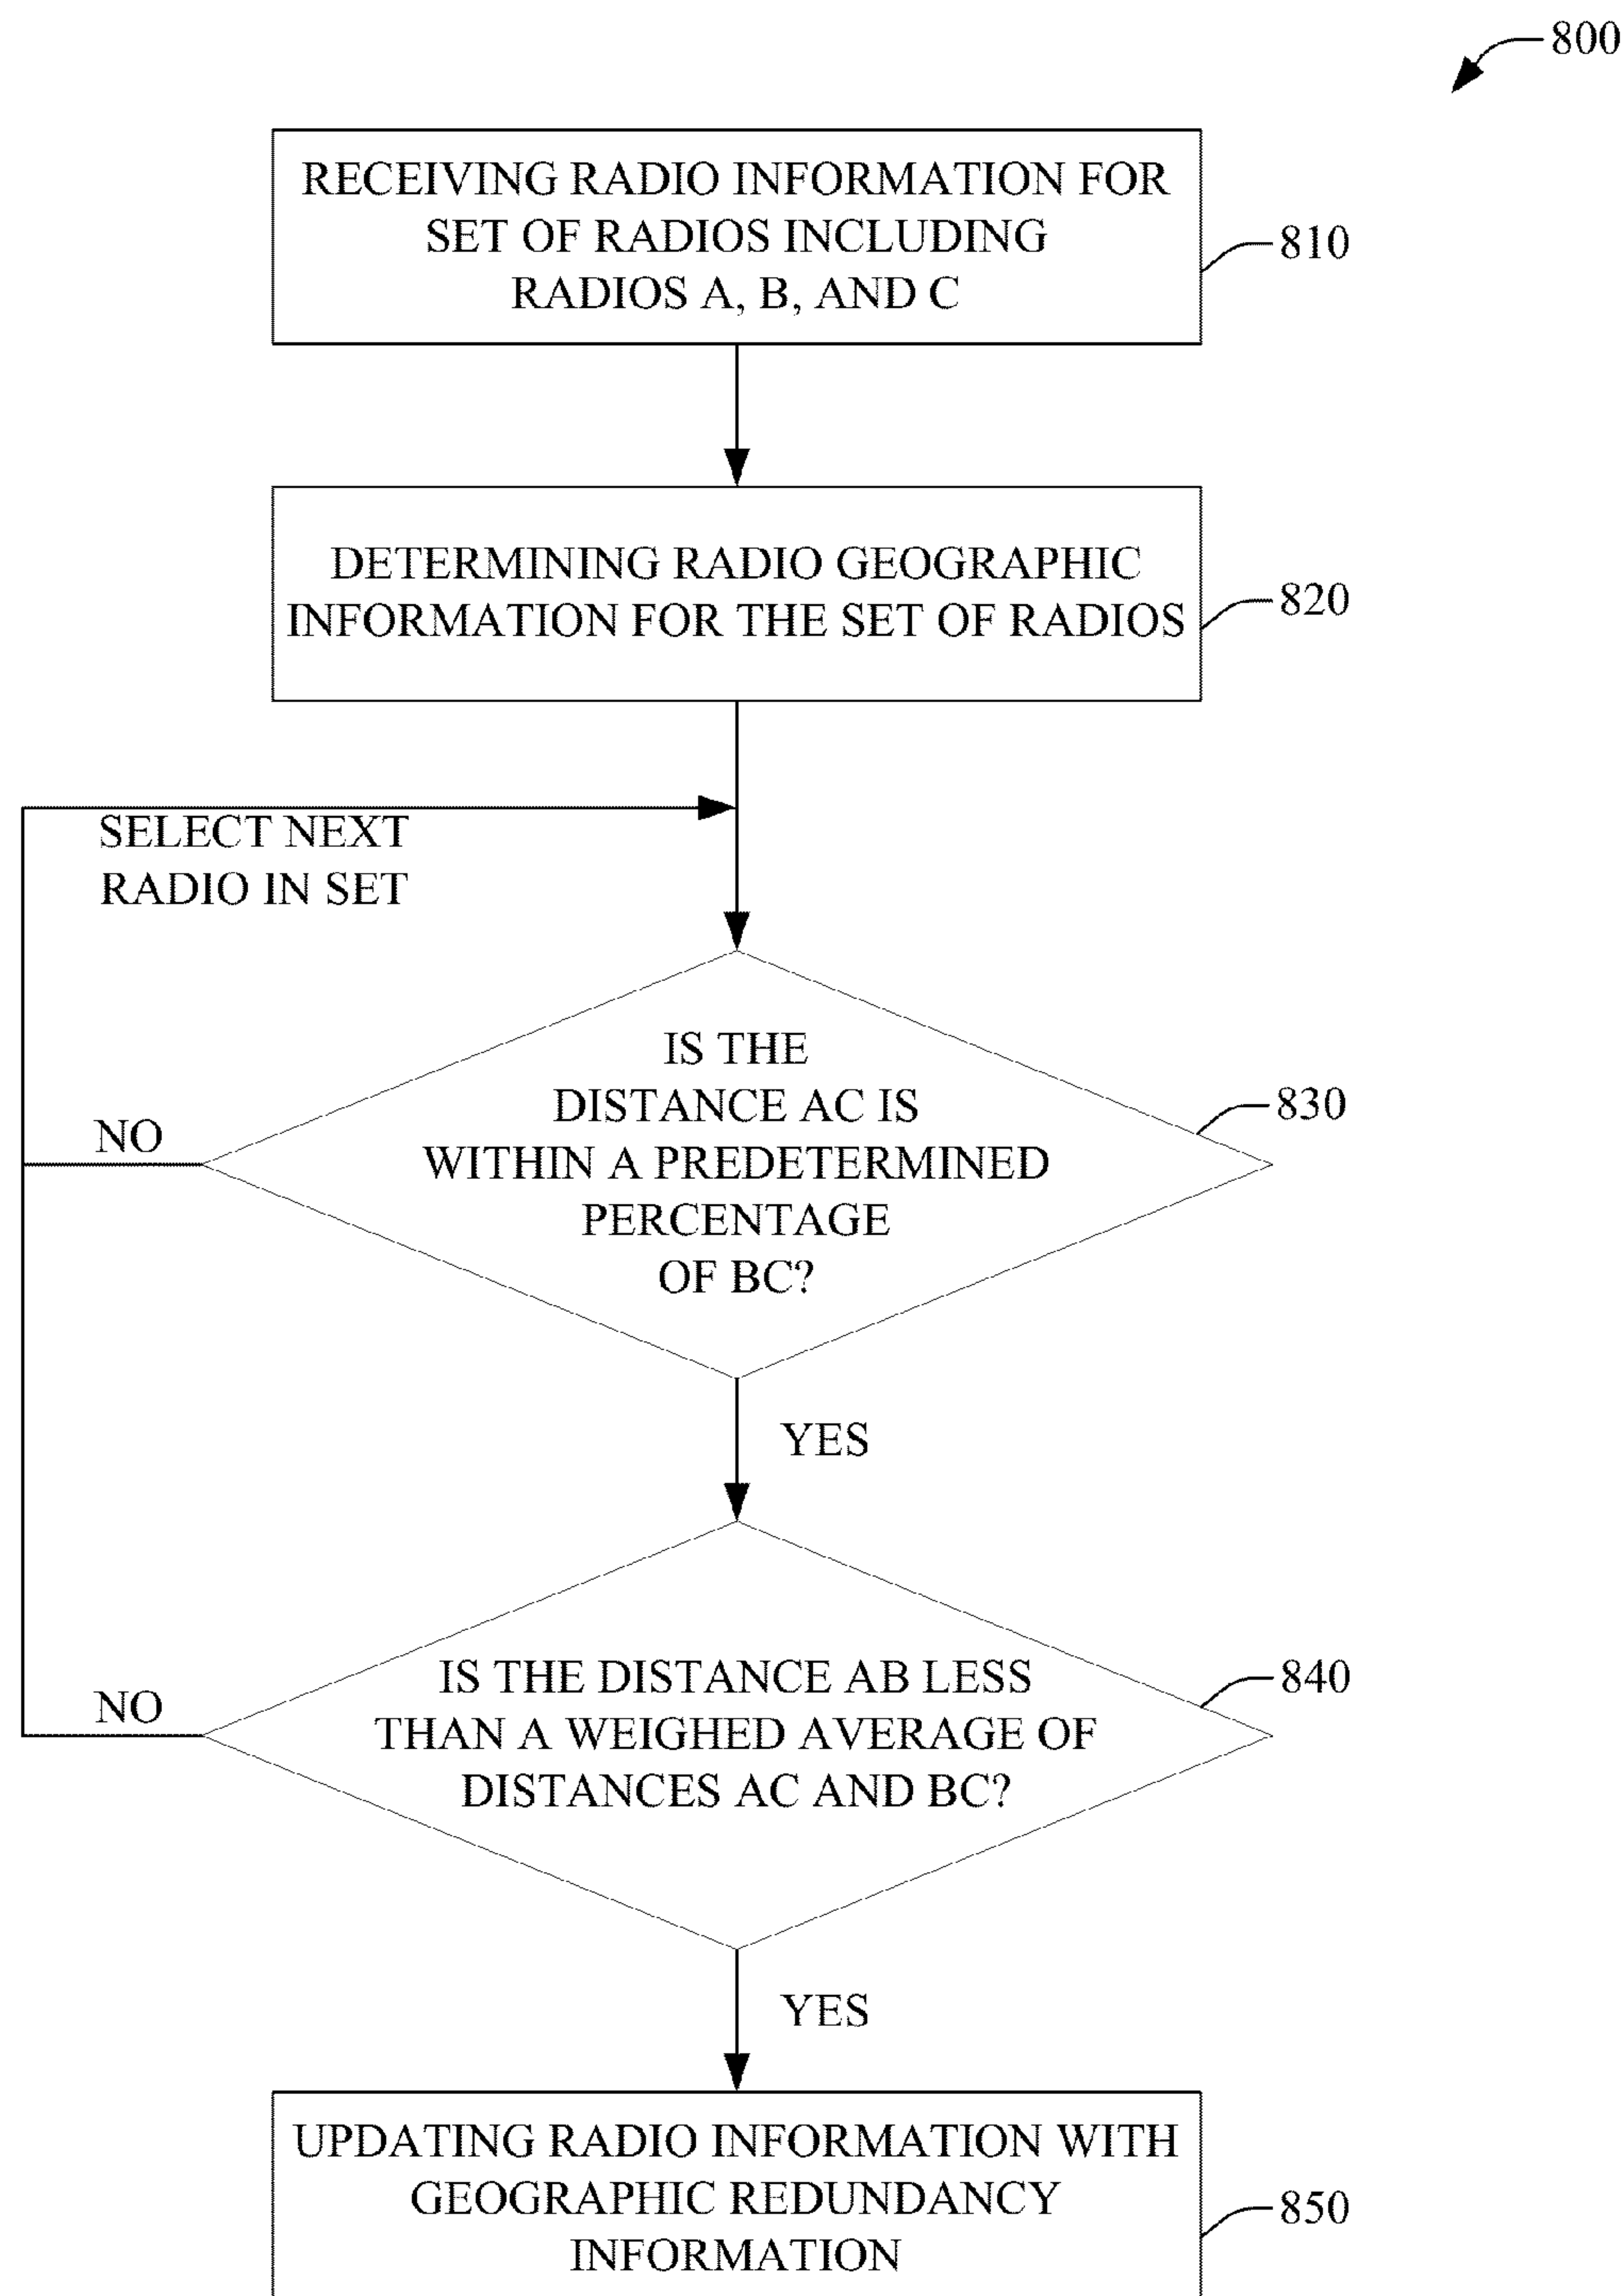 800
RECEIVING RADIO INFORMATION FOR
SET OF RADIOS INCLUDING
RADIOS A, B, AND C
810
DETERMINING RADIO GEOGRAPHIC
INFORMATION FOR THE SET OF RADIOS
820
SELECT NEXT
RADIO IN SET
IS THE
DISTANCE AC IS
WITHIN A PREDETERMINED
PERCENTAGE
OF BC?
830
NO
YES
IS THE DISTANCE AB LESS
THAN A WEIGHED AVERAGE OF
DISTANCES AC AND BC?
840
NO
YES
UPDATING RADIO INFORMATION WITH
GEOGRAPHIC REDUNDANCY
INFORMATION
850